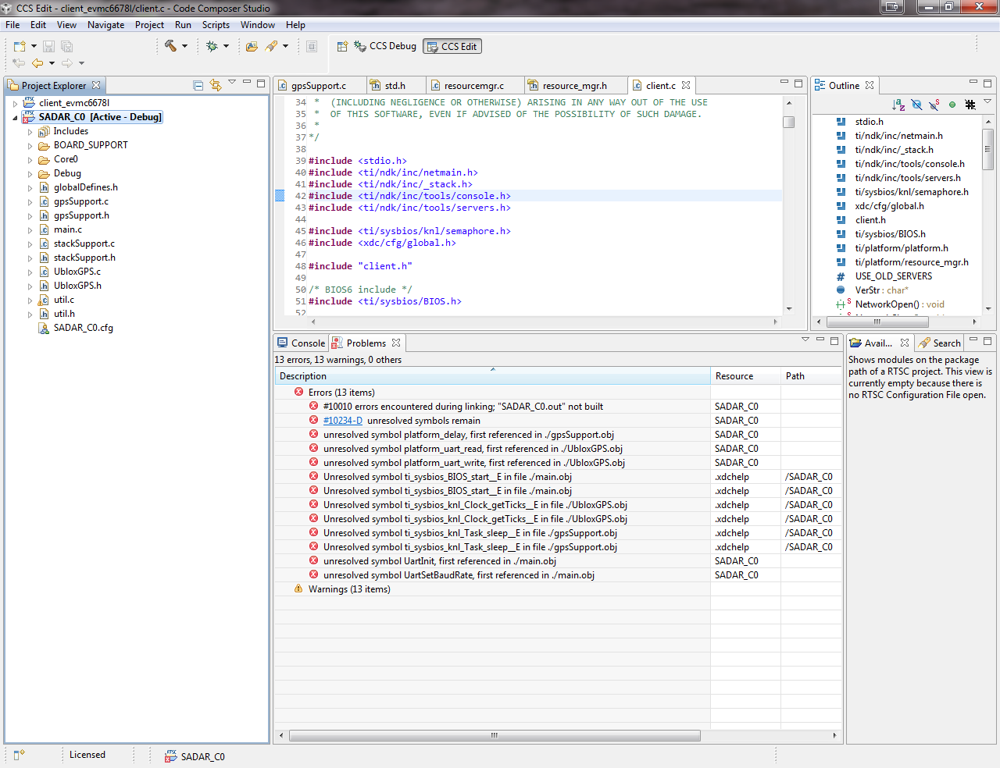 CCS Edit - client_evmc6678l/client.c - Code Composer Studio
File Edit View Navigate Project Run Scripts Window Help
CCS Debug CCS Edit
Project Explorer
client_evmc6678l
SADAR_C0 [Active - Debug]
Includes
BOARD_SUPPORT
Core0
Debug
globalDefines.h
gpsSupport.c
gpsSupport.h
main.c
stackSupport.c
stackSupport.h
UbloxGPS.c
UbloxGPS.h
util.c
util.h
SADAR_C0.cfg
gpsSupport.c std.h resourcemgr.c resource_mgr.h client.c
34 * (INCLUDING NEGLIGENCE OR OTHERWISE) ARISING IN ANY WAY OUT OF THE USE
35 * OF THIS SOFTWARE, EVEN IF ADVISED OF THE POSSIBILITY OF SUCH DAMAGE.
36 *
37 */
38
39 #include <stdio.h>
40 #include <ti/ndk/inc/netmain.h>
41 #include <ti/ndk/inc/_stack.h>
42 #include <ti/ndk/inc/tools/console.h>
43 #include <ti/ndk/inc/tools/servers.h>
44
45 #include <ti/sysbios/knl/semaphore.h>
46 #include <xdc/cfg/global.h>
47
48 #include "client.h"
49
50 /* BIOS6 include */
51 #include <ti/sysbios/BIOS.h>
52
Outline
stdio.h
ti/ndk/inc/netmain.h
ti/ndk/inc/_stack.h
ti/ndk/inc/tools/console.h
ti/ndk/inc/tools/servers.h
ti/sysbios/knl/semaphore.h
xdc/cfg/global.h
client.h
ti/sysbios/BIOS.h
ti/platform/platform.h
ti/platform/resource_mgr.h
USE_OLD_SERVERS
VerStr : char*
NetworkOpen() : void
Console Problems
13 errors, 13 warnings, 0 others
Description Resource Path
Errors (13 items)
#10010 errors encountered during linking; "SADAR_C0.out" not built SADAR_C0
#10234-D unresolved symbols remain SADAR_C0
unresolved symbol platform_delay, first referenced in ./gpsSupport.obj SADAR_C0
unresolved symbol platform_uart_read, first referenced in ./UbloxGPS.obj SADAR_C0
unresolved symbol platform_uart_write, first referenced in ./UbloxGPS.obj SADAR_C0
Unresolved symbol ti_sysbios_BIOS_start__E in file ./main.obj .xdchelp /SADAR_C0
Unresolved symbol ti_sysbios_BIOS_start__E in file ./main.obj .xdchelp /SADAR_C0
Unresolved symbol ti_sysbios_knl_Clock_getTicks__E in file ./UbloxGPS.obj .xdchelp /SADAR_C0
Unresolved symbol ti_sysbios_knl_Clock_getTicks__E in file ./UbloxGPS.obj .xdchelp /SADAR_C0
Unresolved symbol ti_sysbios_knl_Task_sleep__E in file ./gpsSupport.obj .xdchelp /SADAR_C0
Unresolved symbol ti_sysbios_knl_Task_sleep__E in file ./gpsSupport.obj .xdchelp /SADAR_C0
unresolved symbol UartInit, first referenced in ./main.obj SADAR_C0
unresolved symbol UartSetBaudRate, first referenced in ./main.obj SADAR_C0
Warnings (13 items)
Avail... Search
Shows modules on the package
path of a RTSC project. This view is
currently empty because there is
no RTSC Configuration File open.
Licensed SADAR_C0